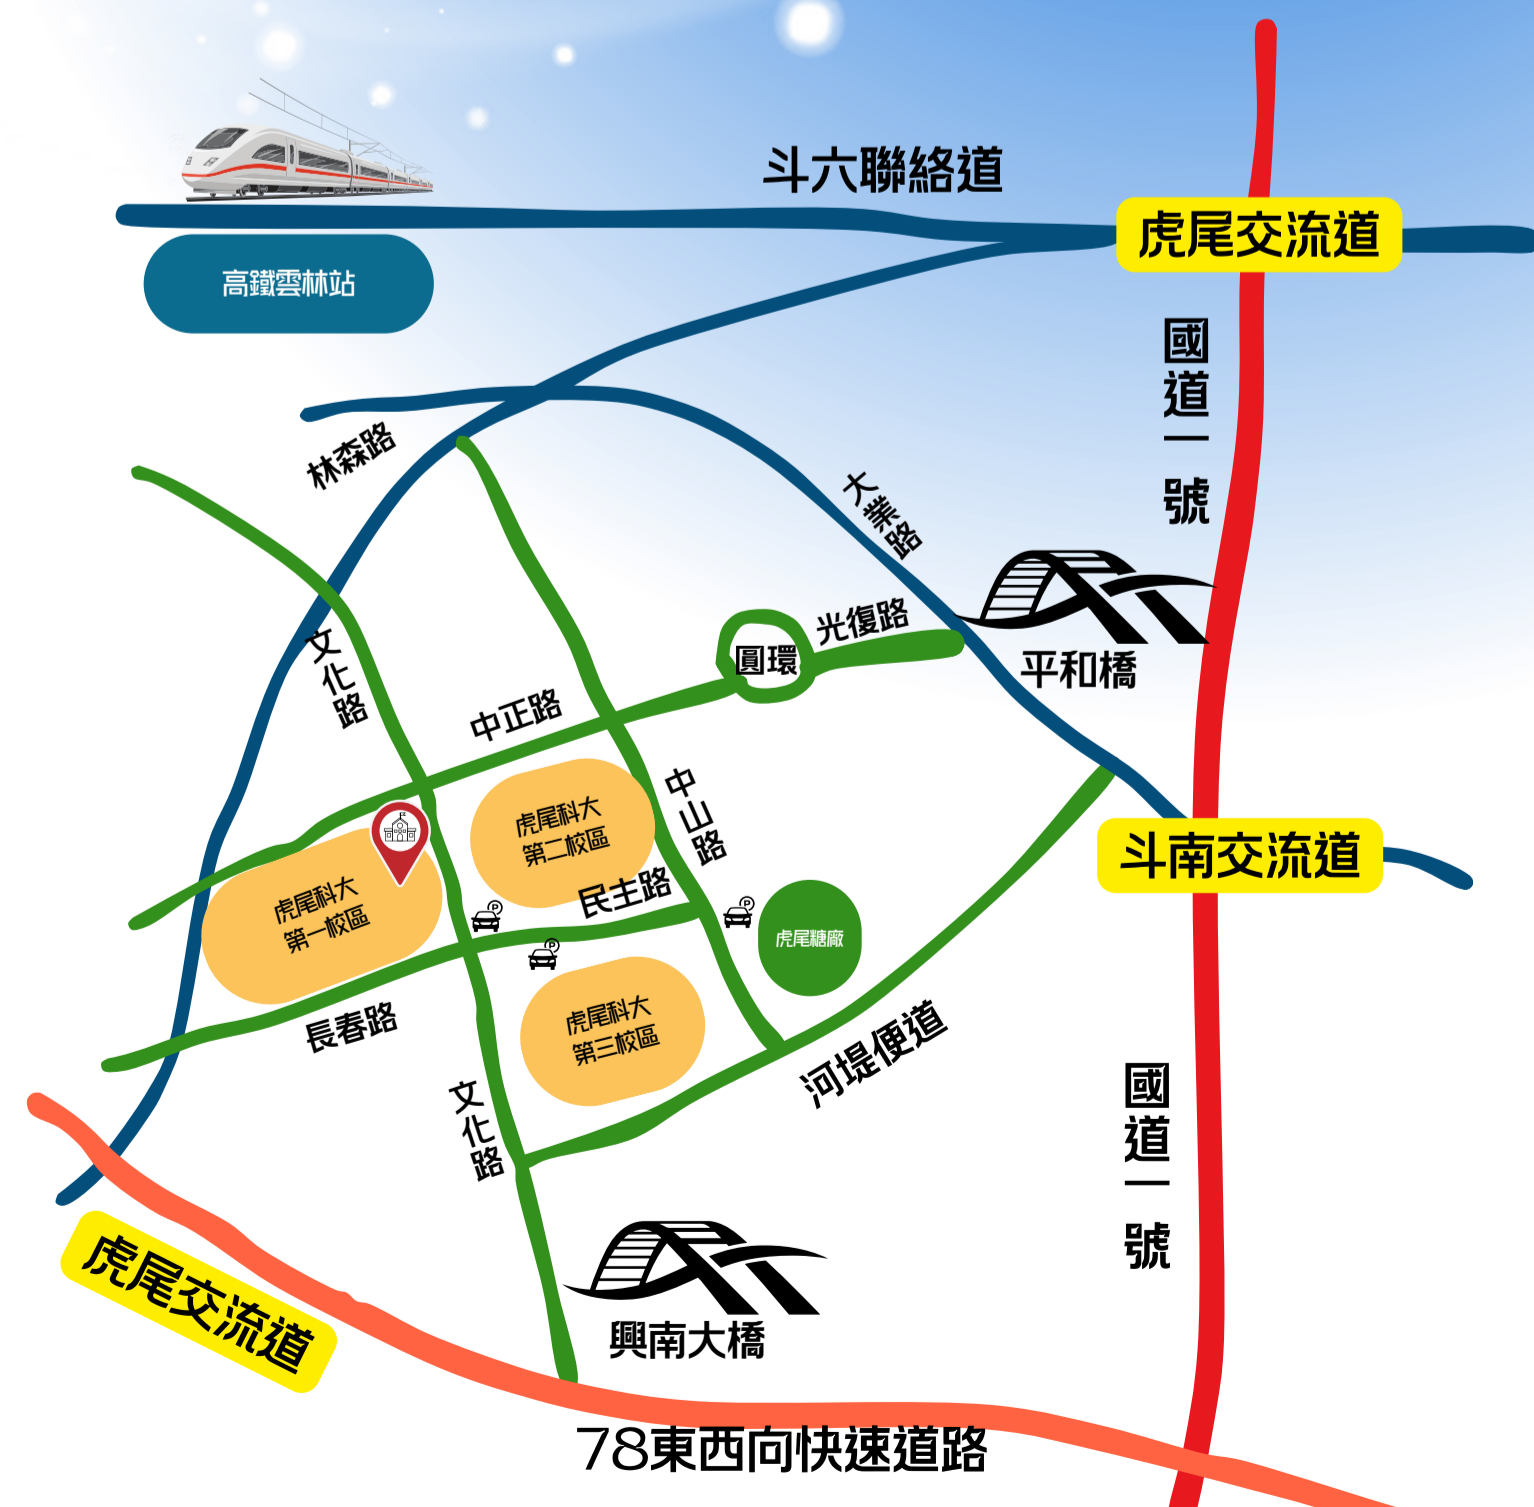 斗六聯絡道
虎尾交流道
高鐵雲林站
國道一號
林森路
大業路
光復路
圓環
平和橋
文化路
中正路
中山路
虎尾科大
第二校區
斗南交流道
民主路
虎尾科大
第一校區
P
P
P
虎尾糖廠
長春路
虎尾科大
第三校區
河堤便道
文化路
國道一號
虎尾交流道
興南大橋
78東西向快速道路